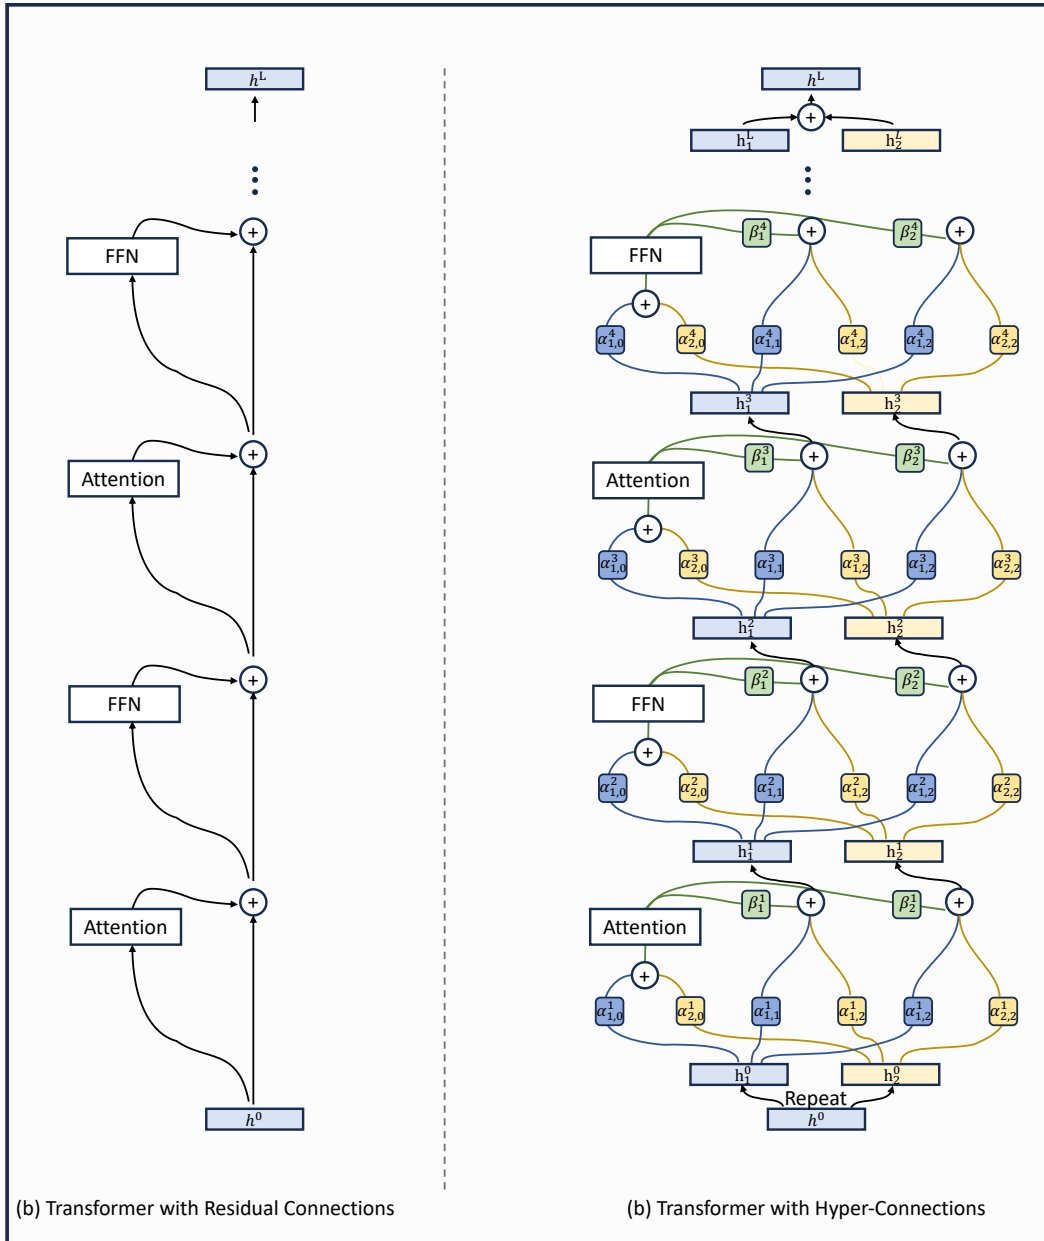 h^L
FFN
Attention
FFN
Attention
h^0
(b) Transformer with Residual Connections
h^L
h_1^L h_2^L
β_1^4 β_2^4
FFN
α_{1,0}^4 α_{2,0}^4 α_{1,1}^4 α_{1,2}^4 α_{1,2}^4 α_{2,2}^4
h_1^3 h_2^3
β_1^3 β_2^3
Attention
α_{1,0}^3 α_{2,0}^3 α_{1,1}^3 α_{1,2}^3 α_{1,2}^3 α_{2,2}^3
h_1^2 h_2^2
β_1^2 β_2^2
FFN
α_{1,0}^2 α_{2,0}^2 α_{1,1}^2 α_{1,2}^2 α_{1,2}^2 α_{2,2}^2
h_1^1 h_2^1
β_1^1 β_2^1
Attention
α_{1,0}^1 α_{2,0}^1 α_{1,1}^1 α_{1,2}^1 α_{1,2}^1 α_{2,2}^1
h_1^0 h_2^0
Repeat
h^0
(b) Transformer with Hyper-Connections